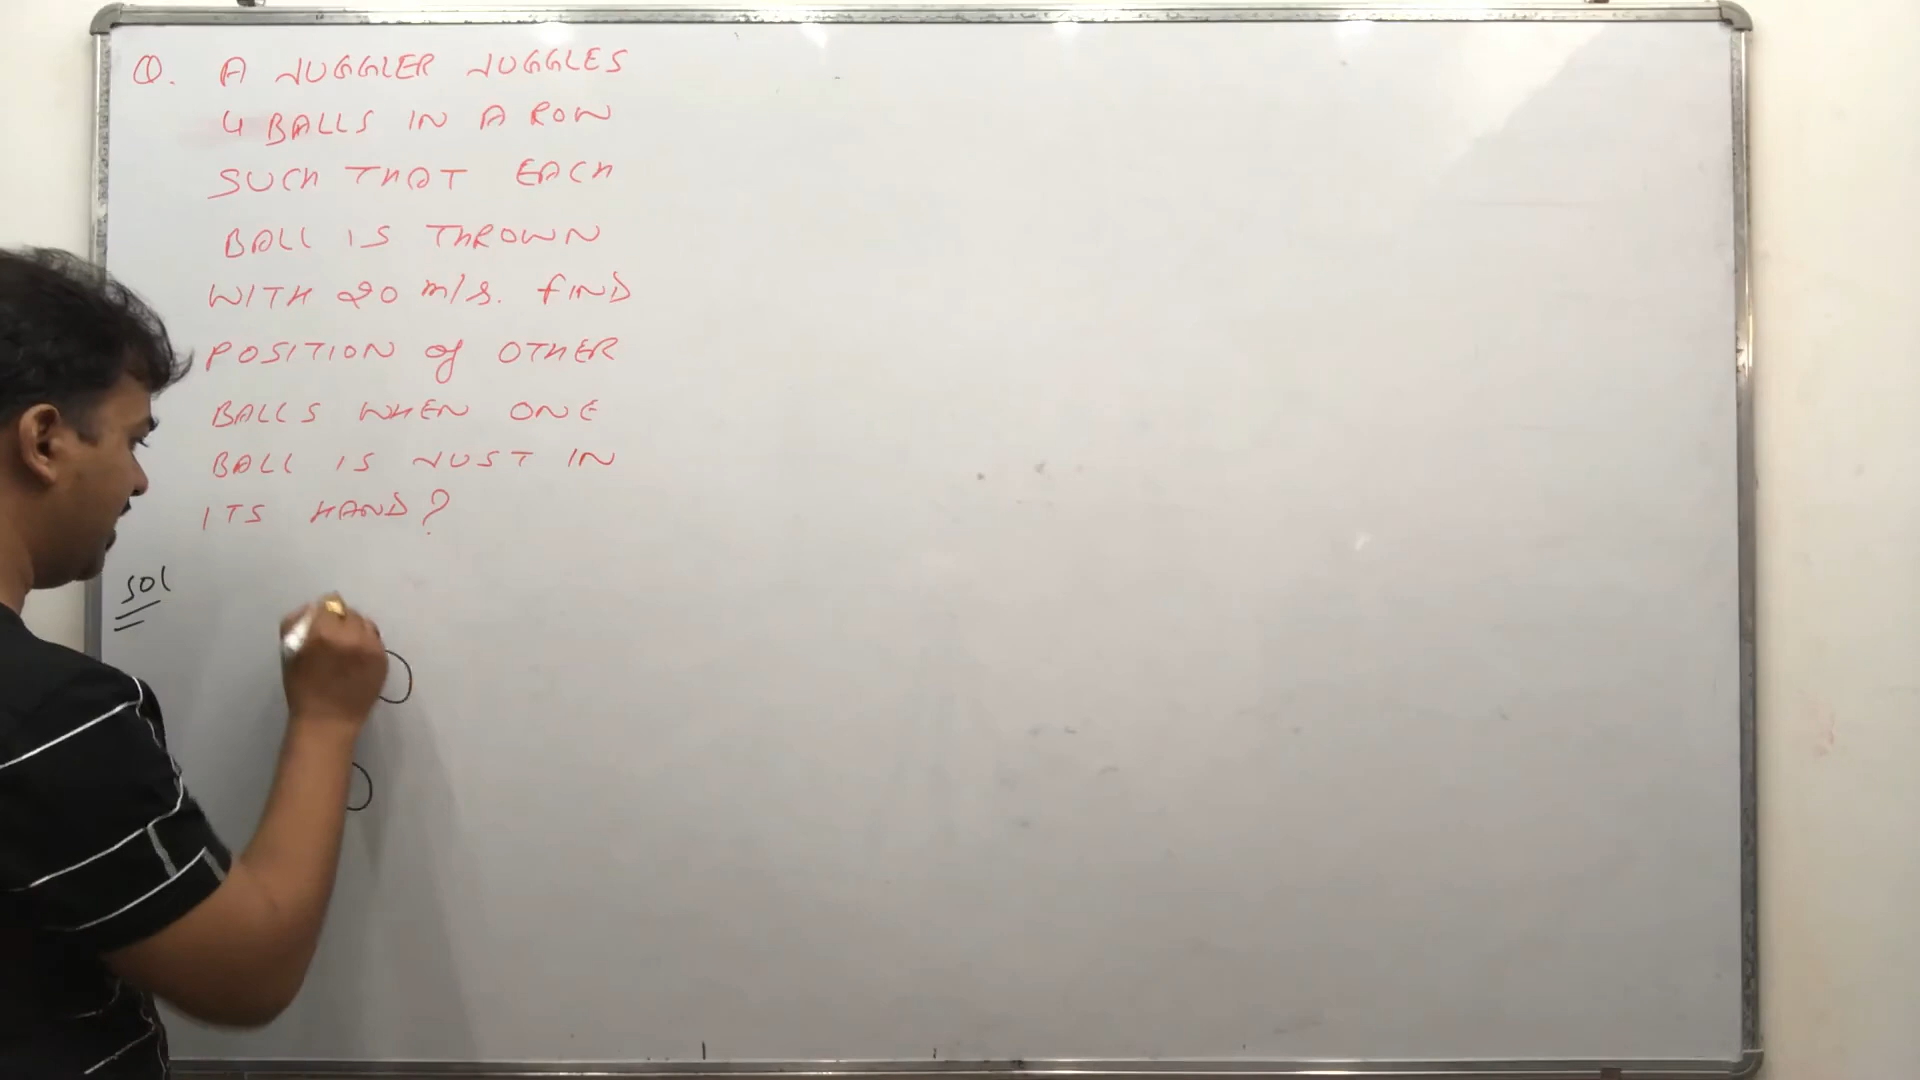 Q. A JUGGLER JUGGLES
4 BALLS IN A ROW
SUCH THAT EACH
BALL IS THROWN
WITH 20 m/s. FIND
POSITION of OTHER
BALLS WHEN ONE
BALL IS JUST IN
ITS HAND?
SOL